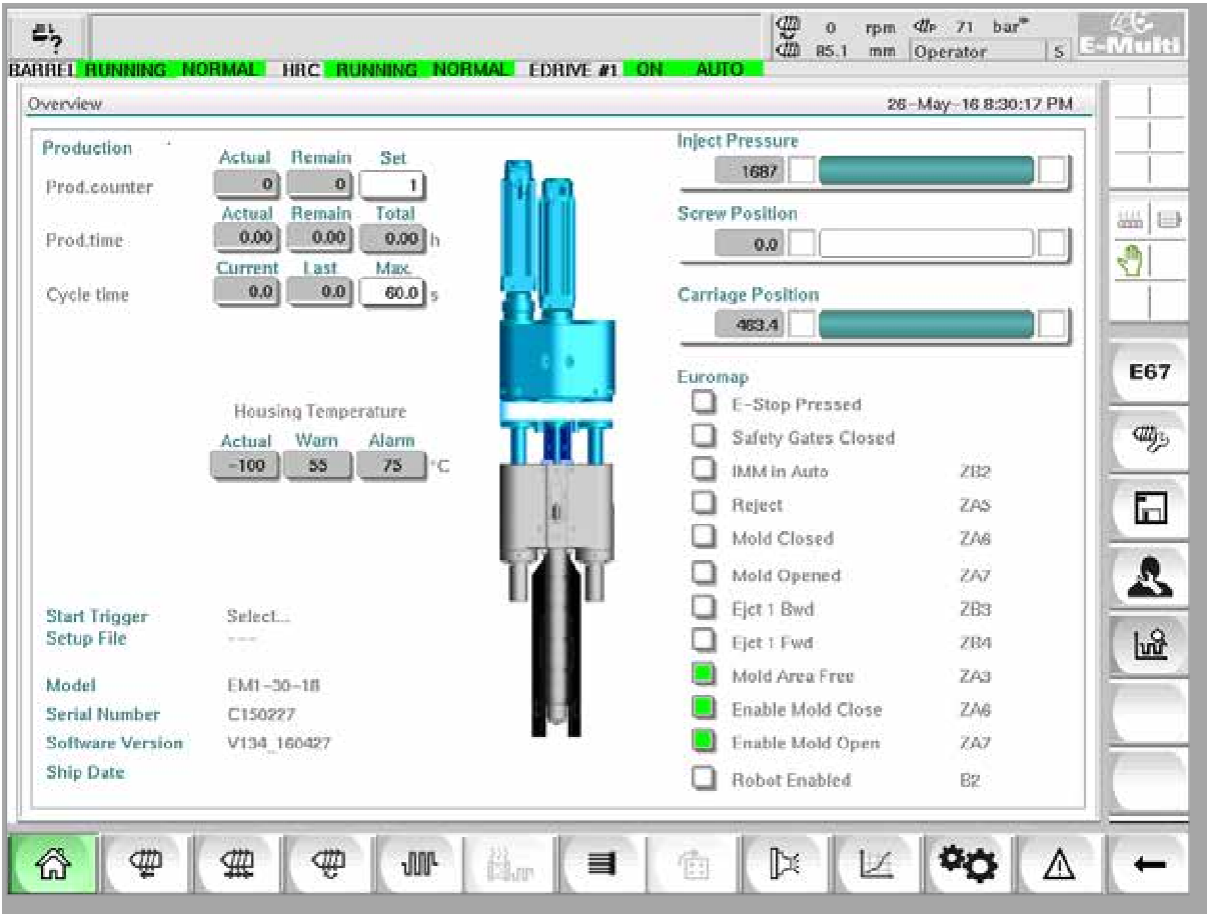 0 rpm 71 bar
85.1 mm Operator S
E-Multi
BARREL RUNNING NORMAL HRC RUNNING NORMAL EDRIVE #1 ON AUTO
Overview 26-May-16 8:30:17 PM
Production
Actual Remain Set
Prod.counter 0 0 1
Actual Remain Total
Prod.time 0.00 0.00 0.00 h
Current Last Max.
Cycle time 0.0 0.0 60.0 s
Housing Temperature
Actual Warn Alarm
-100 55 75 °C
Start Trigger Select...
Setup File ---
Model EM1-30-18
Serial Number C150227
Software Version V134_160427
Ship Date
Inject Pressure
1687
Screw Position
0.0
Carriage Position
463.4
Euromap
E-Stop Pressed
Safety Gates Closed
IMM in Auto ZB2
Reject ZA5
Mold Closed ZA6
Mold Opened ZA7
Ejct 1 Bwd ZB3
Ejct 1 Fwd ZB4
Mold Area Free ZA3
Enable Mold Close ZA6
Enable Mold Open ZA7
Robot Enabled B2
E67